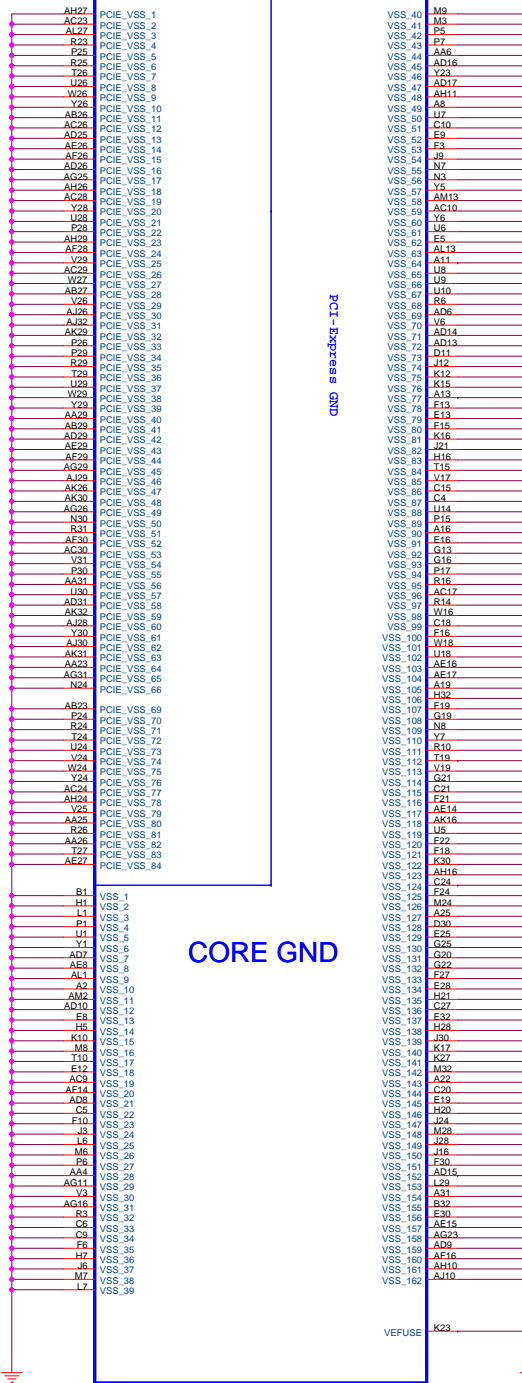 AH27 PCIE_VSS_1
AC23 PCIE_VSS_2
AL27 PCIE_VSS_3
R23 PCIE_VSS_4
P25 PCIE_VSS_5
R25 PCIE_VSS_6
T26 PCIE_VSS_7
U26 PCIE_VSS_8
W26 PCIE_VSS_9
Y26 PCIE_VSS_10
AB26 PCIE_VSS_11
AC26 PCIE_VSS_12
AD25 PCIE_VSS_13
AE26 PCIE_VSS_14
AF26 PCIE_VSS_15
AD26 PCIE_VSS_16
AG25 PCIE_VSS_17
AH26 PCIE_VSS_18
AC28 PCIE_VSS_19
Y28 PCIE_VSS_20
U28 PCIE_VSS_21
P28 PCIE_VSS_22
AH29 PCIE_VSS_23
AF28 PCIE_VSS_24
V29 PCIE_VSS_25
AC29 PCIE_VSS_26
W27 PCIE_VSS_27
AB27 PCIE_VSS_28
V26 PCIE_VSS_29
AJ26 PCIE_VSS_30
AJ32 PCIE_VSS_31
AK29 PCIE_VSS_32
P26 PCIE_VSS_33
P29 PCIE_VSS_34
R29 PCIE_VSS_35
T29 PCIE_VSS_36
U29 PCIE_VSS_37
W29 PCIE_VSS_38
Y29 PCIE_VSS_39
AA29 PCIE_VSS_40
AB29 PCIE_VSS_41
AD29 PCIE_VSS_42
AE29 PCIE_VSS_43
AF29 PCIE_VSS_44
AG29 PCIE_VSS_45
AJ29 PCIE_VSS_46
AK26 PCIE_VSS_47
AK30 PCIE_VSS_48
AG26 PCIE_VSS_49
N30 PCIE_VSS_50
R31 PCIE_VSS_51
AF30 PCIE_VSS_52
AC30 PCIE_VSS_53
V31 PCIE_VSS_54
P30 PCIE_VSS_55
AA31 PCIE_VSS_56
U30 PCIE_VSS_57
AD31 PCIE_VSS_58
AK32 PCIE_VSS_59
AJ28 PCIE_VSS_60
Y30 PCIE_VSS_61
AJ30 PCIE_VSS_62
AK31 PCIE_VSS_63
AA23 PCIE_VSS_64
AG31 PCIE_VSS_65
N24 PCIE_VSS_66
AB23 PCIE_VSS_69
P24 PCIE_VSS_70
R24 PCIE_VSS_71
T24 PCIE_VSS_72
U24 PCIE_VSS_73
V24 PCIE_VSS_74
W24 PCIE_VSS_75
Y24 PCIE_VSS_76
AC24 PCIE_VSS_77
AH24 PCIE_VSS_78
V25 PCIE_VSS_79
AA25 PCIE_VSS_80
R26 PCIE_VSS_81
AA26 PCIE_VSS_82
T27 PCIE_VSS_83
AE27 PCIE_VSS_84
PCI-Express GND
B1 VSS_1
H1 VSS_2
L1 VSS_3
P1 VSS_4
U1 VSS_5
Y1 VSS_6
AD7 VSS_7
AE8 VSS_8
AL1 VSS_9
A2 VSS_10
AM2 VSS_11
AD10 VSS_12
E8 VSS_13
H5 VSS_14
K10 VSS_15
M8 VSS_16
T10 VSS_17
E12 VSS_18
AC9 VSS_19
AF14 VSS_20
AD8 VSS_21
C5 VSS_22
F10 VSS_23
J3 VSS_24
L6 VSS_25
M6 VSS_26
P6 VSS_27
AA4 VSS_28
AG11 VSS_29
V3 VSS_30
AG16 VSS_31
R3 VSS_32
C6 VSS_33
C9 VSS_34
F6 VSS_35
H7 VSS_36
J6 VSS_37
M7 VSS_38
L7 VSS_39
CORE GND
VSS_40 M9
VSS_41 M3
VSS_42 P5
VSS_43 P7
VSS_44 AA6
VSS_45 AD16
VSS_46 Y23
VSS_47 AD17
VSS_48 AH11
VSS_49 A8
VSS_50 U7
VSS_51 C10
VSS_52 E9
VSS_53 F3
VSS_54 J9
VSS_55 N7
VSS_56 N3
VSS_57 Y5
VSS_58 AM13
VSS_59 AC10
VSS_60 Y6
VSS_61 U6
VSS_62 E5
VSS_63 AL13
VSS_64 A11
VSS_65 U8
VSS_66 U9
VSS_67 U10
VSS_68 R6
VSS_69 AD6
VSS_70 V6
VSS_71 AD14
VSS_72 AD13
VSS_73 D11
VSS_74 J12
VSS_75 K12
VSS_76 K15
VSS_77 A13
VSS_78 F13
VSS_79 E13
VSS_80 F15
VSS_81 K16
VSS_82 J21
VSS_83 H16
VSS_84 T15
VSS_85 V17
VSS_86 C15
VSS_87 C4
VSS_88 U14
VSS_89 P15
VSS_90 A16
VSS_91 E16
VSS_92 G13
VSS_93 G16
VSS_94 P17
VSS_95 R16
VSS_96 AC17
VSS_97 R14
VSS_98 W16
VSS_99 C18
VSS_100 F16
VSS_101 W18
VSS_102 U18
VSS_103 AE16
VSS_104 AE17
VSS_105 A19
VSS_106 H32
VSS_107 F19
VSS_108 G19
VSS_109 N8
VSS_110 Y7
VSS_111 R10
VSS_112 T19
VSS_113 V19
VSS_114 G21
VSS_115 C21
VSS_116 F21
VSS_117 AE14
VSS_118 AK16
VSS_119 U5
VSS_120 F22
VSS_121 F18
VSS_122 K30
VSS_123 AH16
VSS_124 C24
VSS_125 F24
VSS_126 M24
VSS_127 A25
VSS_128 D30
VSS_129 E25
VSS_130 G25
VSS_131 G20
VSS_132 G22
VSS_133 F27
VSS_134 E28
VSS_135 H21
VSS_136 C27
VSS_137 E32
VSS_138 H28
VSS_139 J30
VSS_140 K17
VSS_141 K27
VSS_142 M32
VSS_143 A22
VSS_144 C20
VSS_145 E19
VSS_146 H20
VSS_147 J24
VSS_148 M28
VSS_149 J28
VSS_150 J16
VSS_151 F30
VSS_152 AD15
VSS_153 L29
VSS_154 A31
VSS_155 B32
VSS_156 E30
VSS_157 AE15
VSS_158 AG23
VSS_159 AD9
VSS_160 AF16
VSS_161 AH10
VSS_162 AJ10
VEFUSE K23